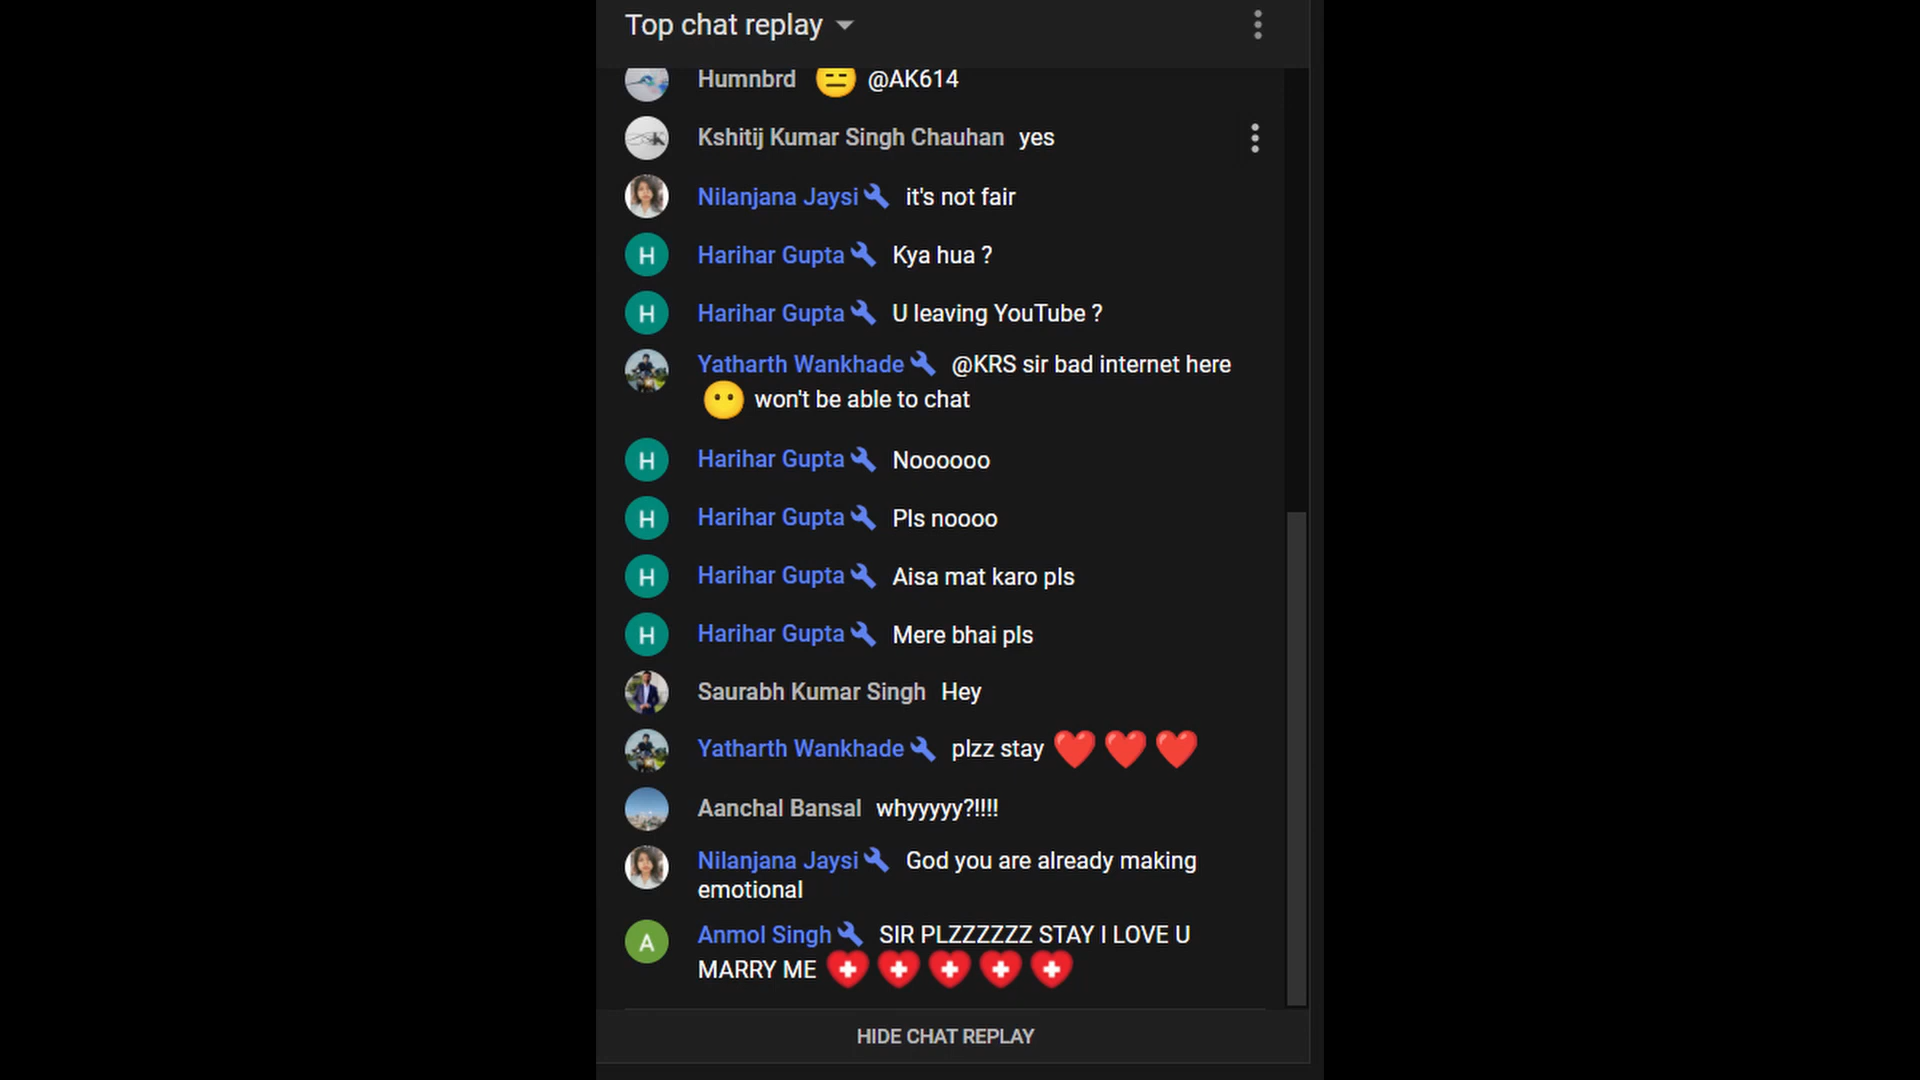 Top chat replay
Humnbrd 😑 @AK614
Kshitij Kumar Singh Chauhan yes
Nilanjana Jaysi it's not fair
H Harihar Gupta Kya hua ?
H Harihar Gupta U leaving YouTube ?
Yatharth Wankhade @KRS sir bad internet here
😶 won't be able to chat
H Harihar Gupta Noooooo
H Harihar Gupta Pls noooo
H Harihar Gupta Aisa mat karo pls
H Harihar Gupta Mere bhai pls
Saurabh Kumar Singh Hey
Yatharth Wankhade plzz stay ❤️ ❤️ ❤️
Aanchal Bansal whyyyyy?!!!!
Nilanjana Jaysi God you are already making
emotional
A Anmol Singh SIR PLZZZZZZ STAY I LOVE U
MARRY ME
HIDE CHAT REPLAY